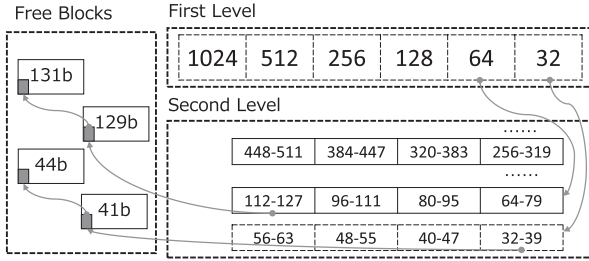 Free Blocks
131b
129b
44b
41b
First Level
1024 512 256 128 64 32
Second Level
......
448-511 384-447 320-383 256-319
......
112-127 96-111 80-95 64-79
56-63 48-55 40-47 32-39